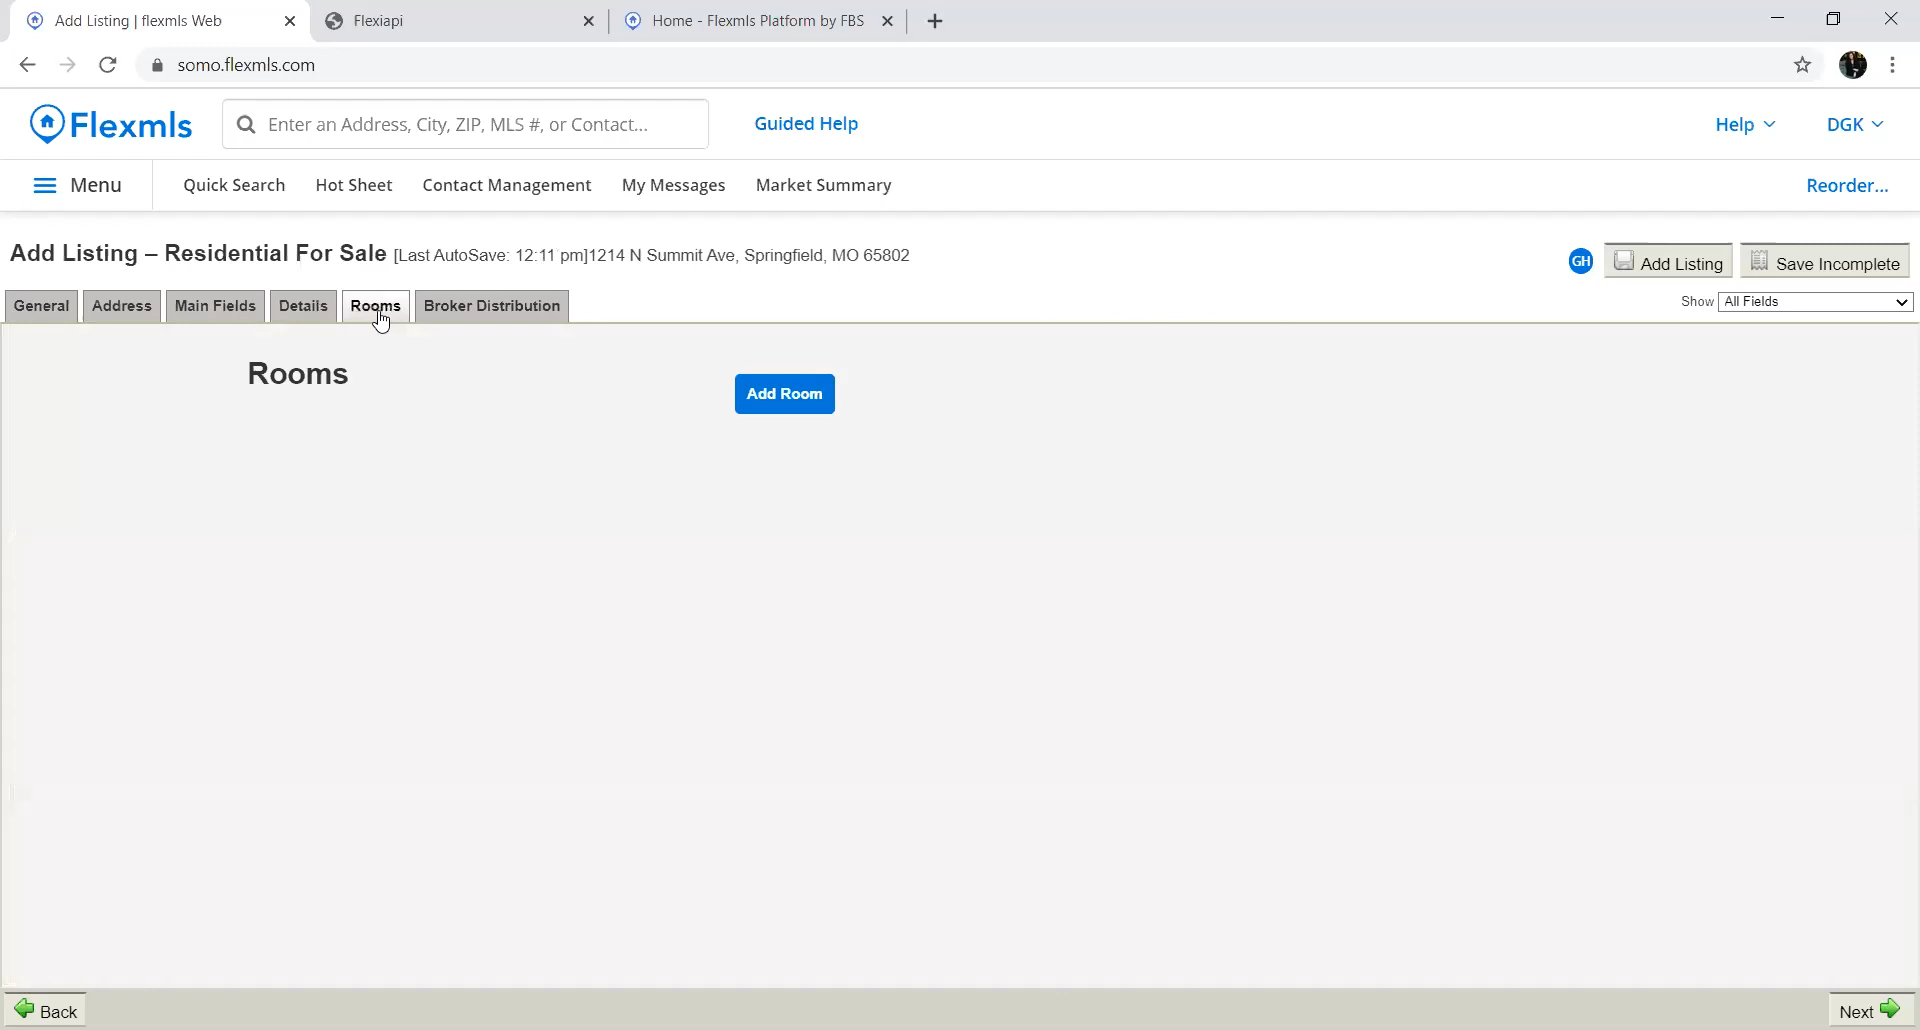 Add Listing | flexmls Web
Flexiapi
Home - Flexmls Platform by FBS
somo.flexmls.com
Flexmls
Enter an Address, City, ZIP, MLS #, or Contact...
Guided Help
Help
DGK
Menu
Quick Search
Hot Sheet
Contact Management
My Messages
Market Summary
Reorder...
Add Listing – Residential For Sale [Last AutoSave: 12:11 pm]1214 N Summit Ave, Springfield, MO 65802
GH
Add Listing
Save Incomplete
General
Address
Main Fields
Details
Rooms
Broker Distribution
Show
All Fields
Rooms
Add Room
Back
Next